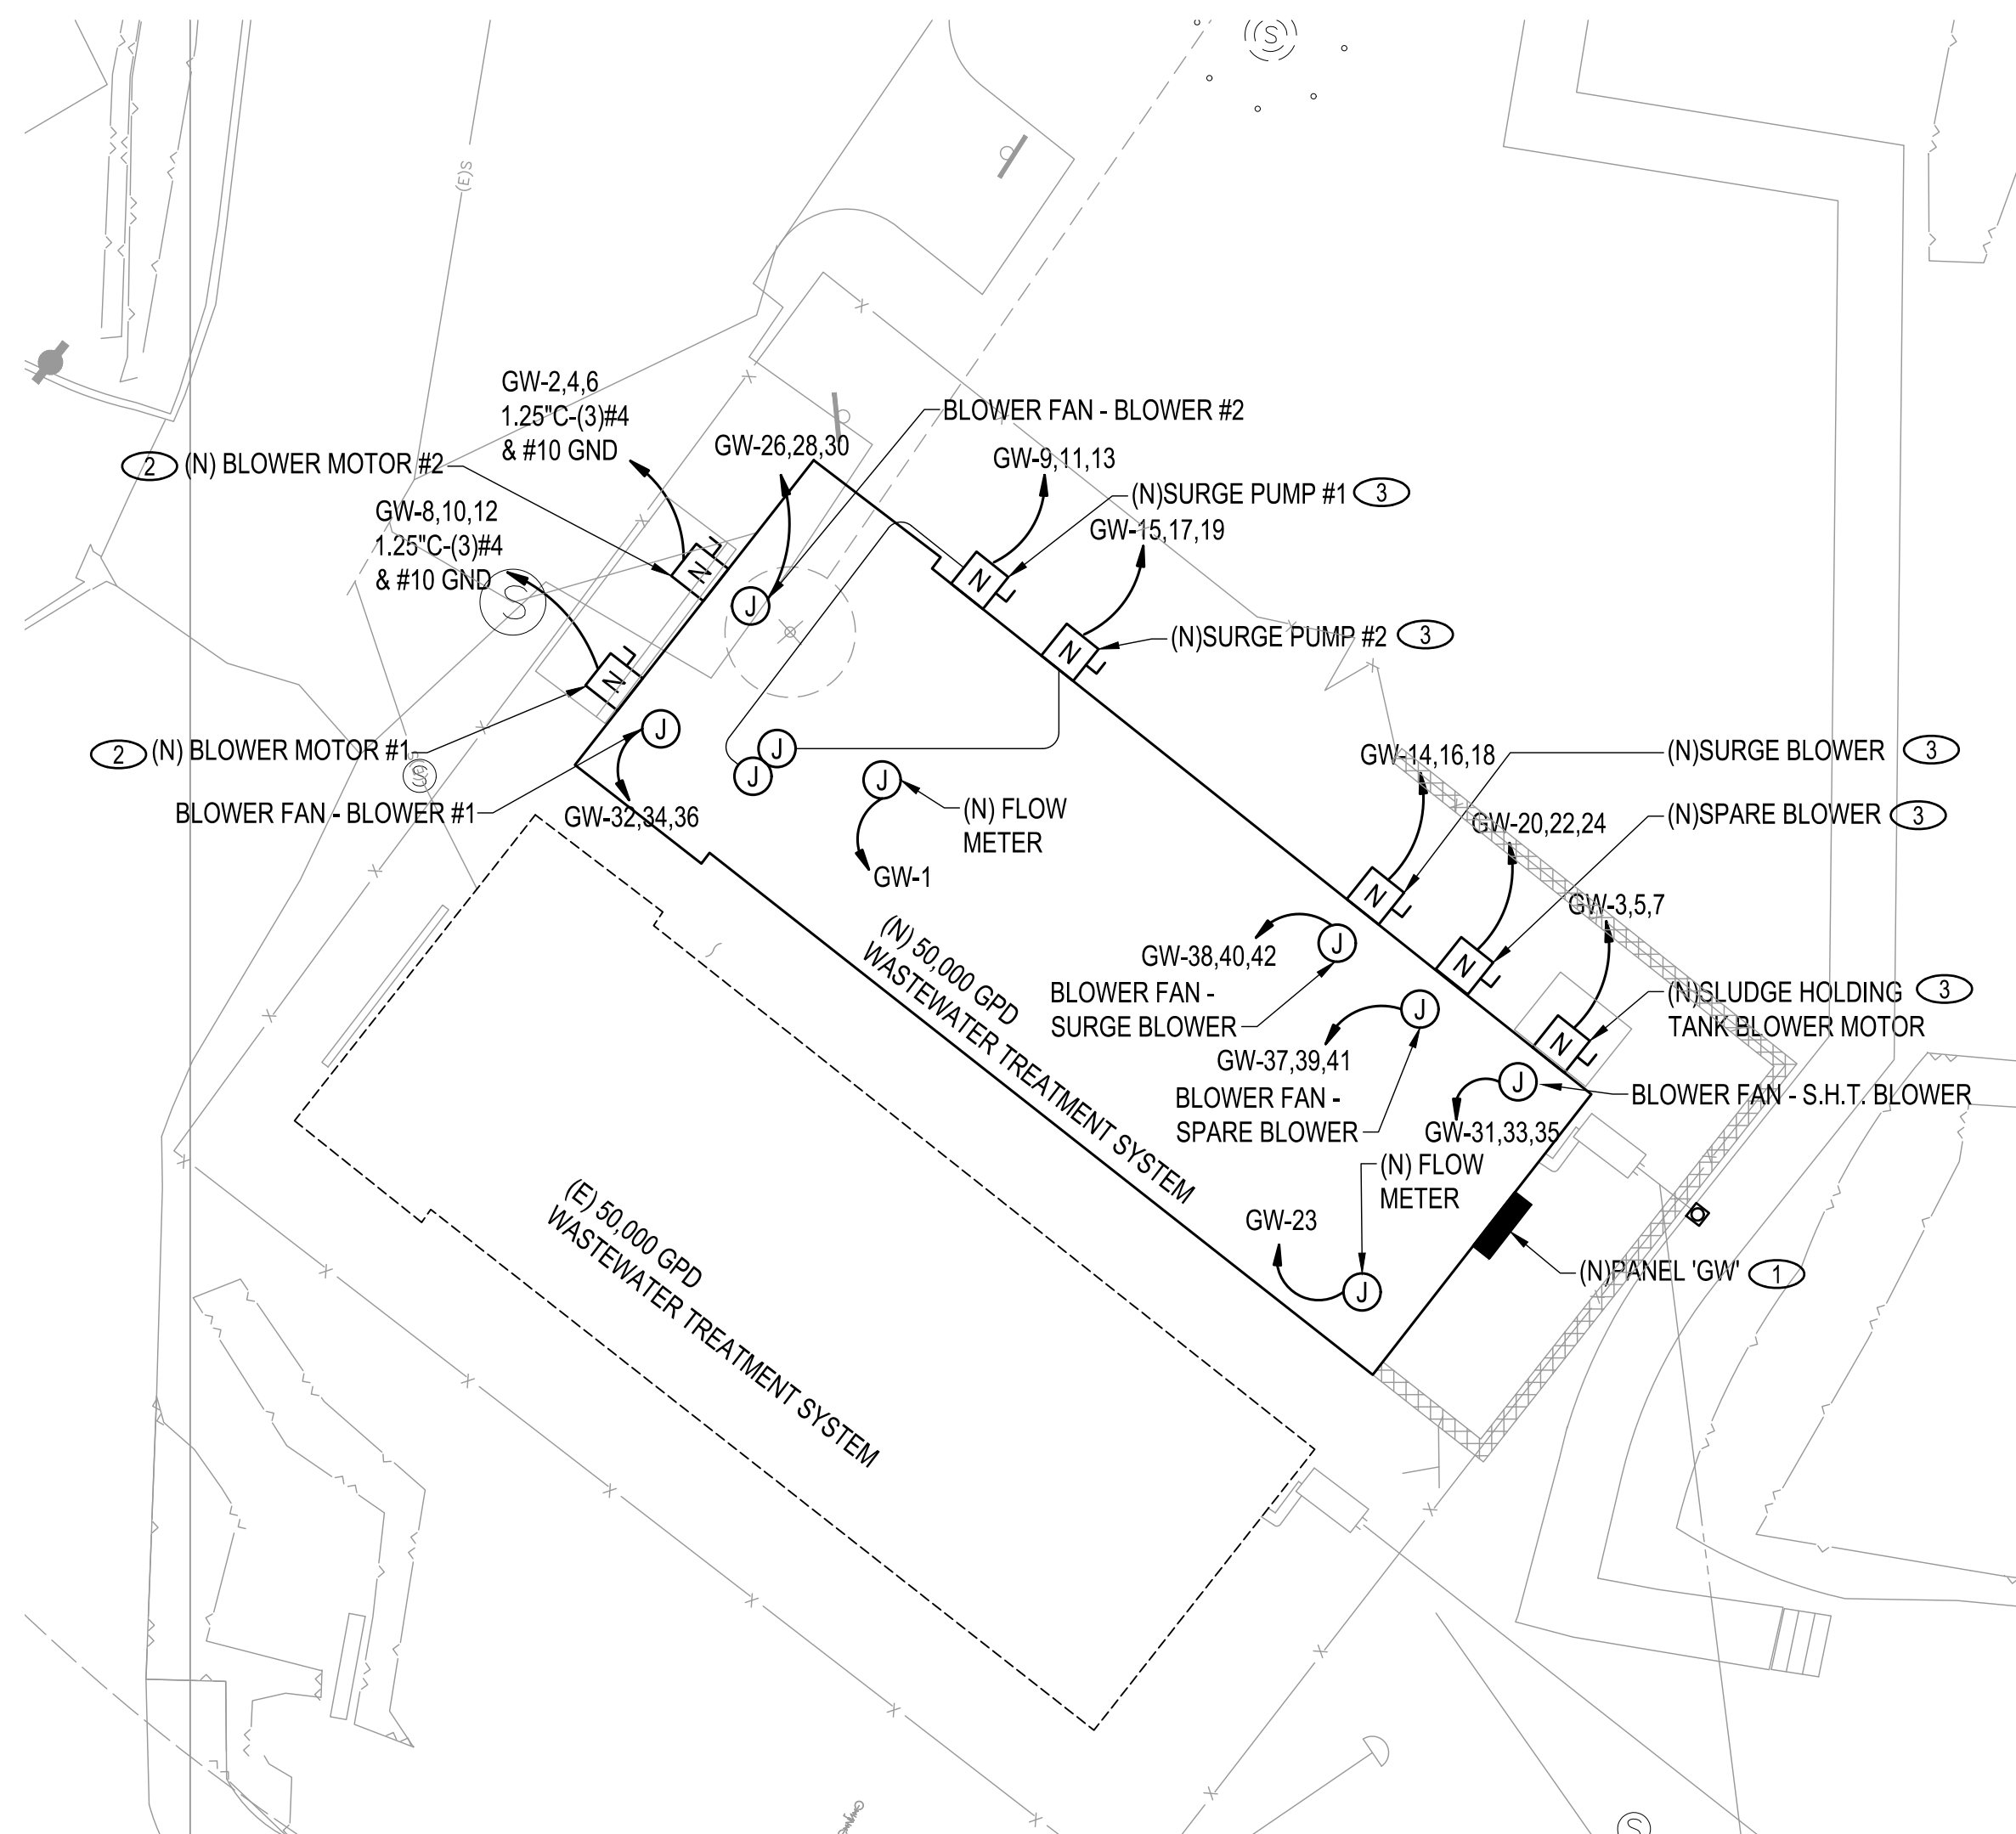 S
(E)S
GW-2,4,6
1.25"C-(3)#4
& #10 GND
BLOWER FAN - BLOWER #2
GW-26,28,30
GW-9,11,13
2 (N) BLOWER MOTOR #2
(N)SURGE PUMP #1 3
GW-8,10,12
1.25"C-(3)#4
& #10 GND
GW-15,17,19
N
N
S
J
(N)SURGE PUMP #2 3
N
N
J
2 (N) BLOWER MOTOR #1
J
J
S
(N)SURGE BLOWER 3
GW-14,16,18
J
BLOWER FAN - BLOWER #1
GW-32,34,36
(N) FLOW
METER
(N)SPARE BLOWER 3
GW-20,22,24
GW-1
N
GW-3,5,7
(N) 50,000 GPD
WASTEWATER TREATMENT SYSTEM
J
GW-38,40,42
N
BLOWER FAN -
SURGE BLOWER
(N)SLUDGE HOLDING 3
TANK BLOWER MOTOR
J
N
GW-37,39,41
BLOWER FAN -
SPARE BLOWER
J
BLOWER FAN - S.H.T. BLOWER
GW-31,33,35
(N) FLOW
METER
GW-23
J
(N)PANEL 'GW' 1
(E) 50,000 GPD
WASTEWATER TREATMENT SYSTEM
S